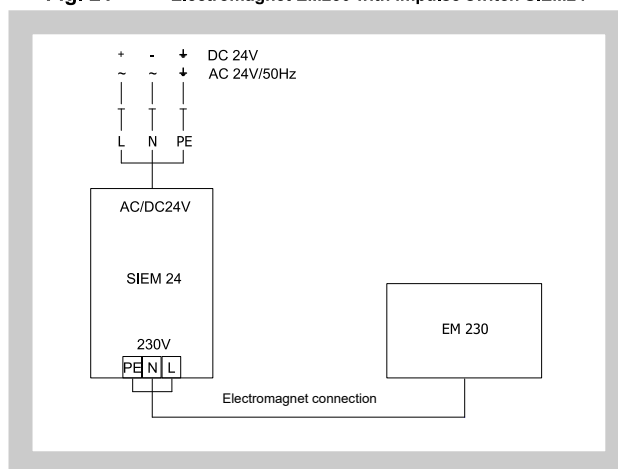 + - ⏚ DC 24V
~ ~ ⏚ AC 24V/50Hz
L N PE
AC/DC24V
SIEM 24
EM 230
230V
PE N L
Electromagnet connection